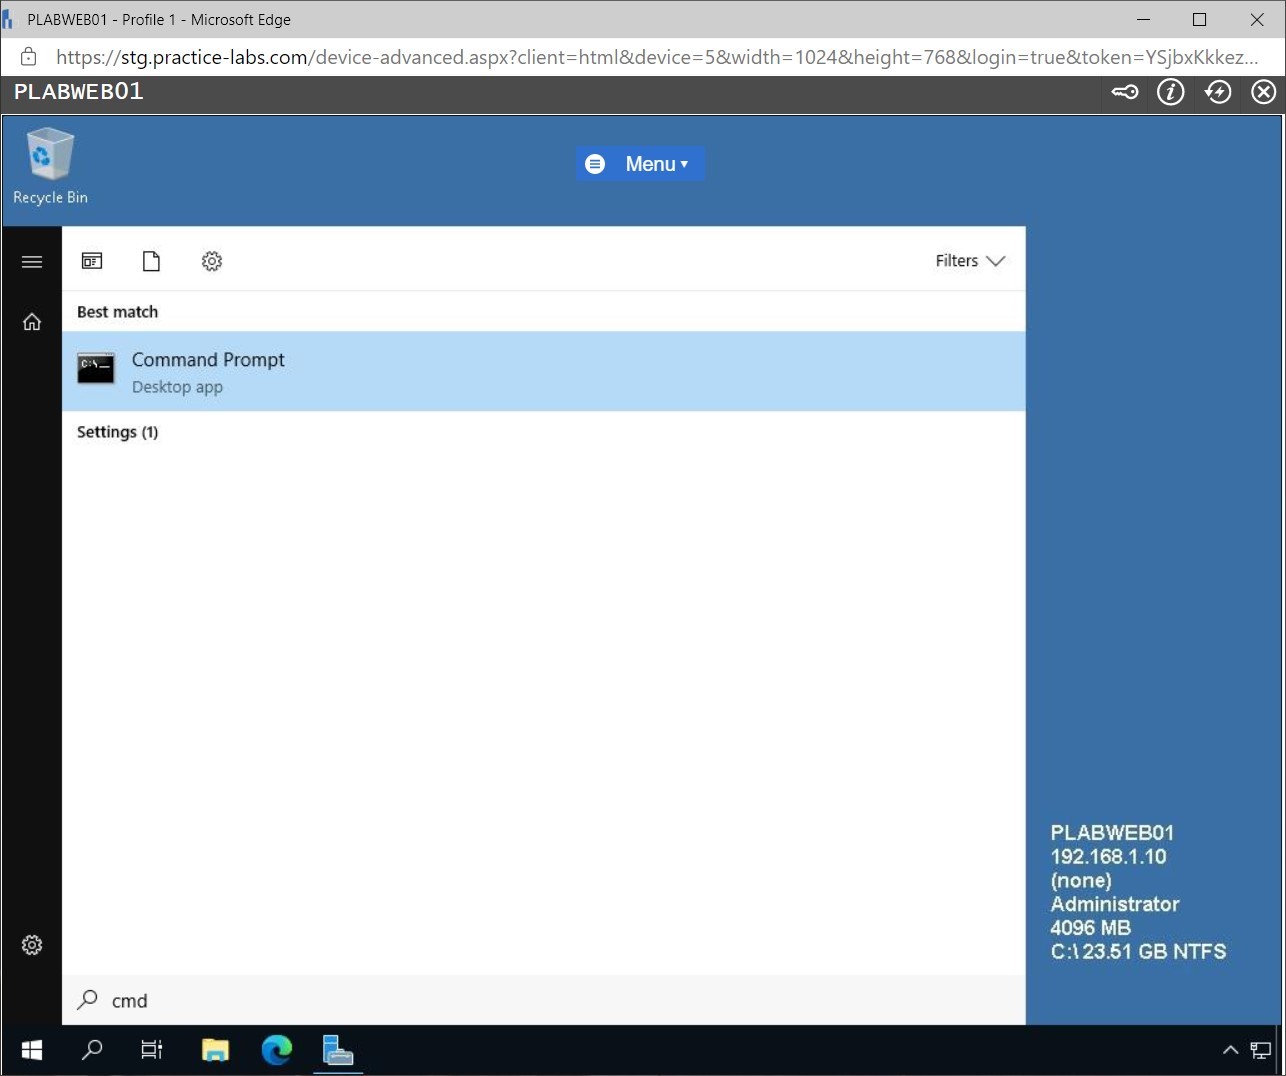 PLABWEB01 - Profile 1 - Microsoft Edge
https://stg.practice-labs.com/device-advanced.aspx?client=html&device=5&width=1024&height=768&login=true&token=YSjbxKkkez...
PLABWEB01
Recycle Bin
Menu
Filters
Best match
C:\
Command Prompt
Desktop app
Settings (1)
PLABWEB01
192.168.1.10
(none)
Administrator
4096 MB
C:\ 23.51 GB NTFS
cmd